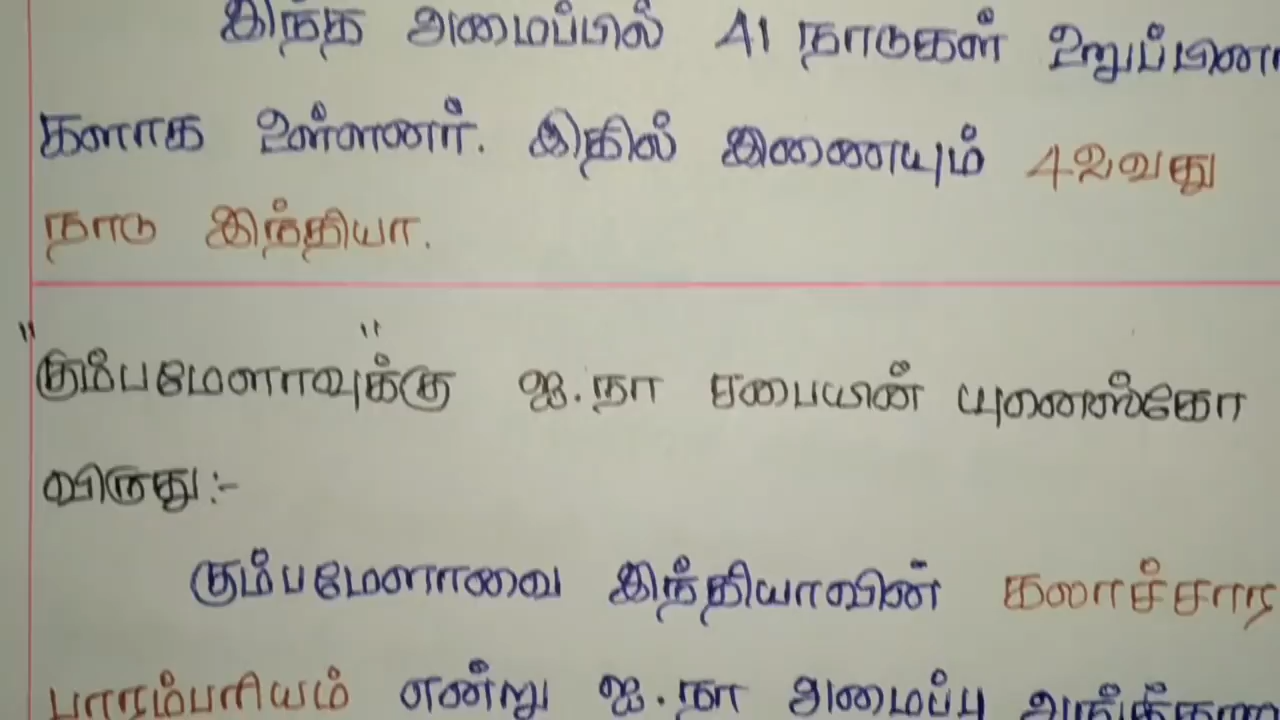 இந்த அமைப்பில் 41 நாடுகள் உறுப்பினர்
களாக உள்ளனர். இதில் இணையும் 42வது
நாடு இந்தியா.
"கும்பமேளாவுக்கு" ஐ.நா சபையின் யுனெஸ்கோ
விருது:-
கும்பமேளாவை இந்தியாவின் கலாச்சார
பாரம்பரியம் என்று ஐ.நா அமைப்பு